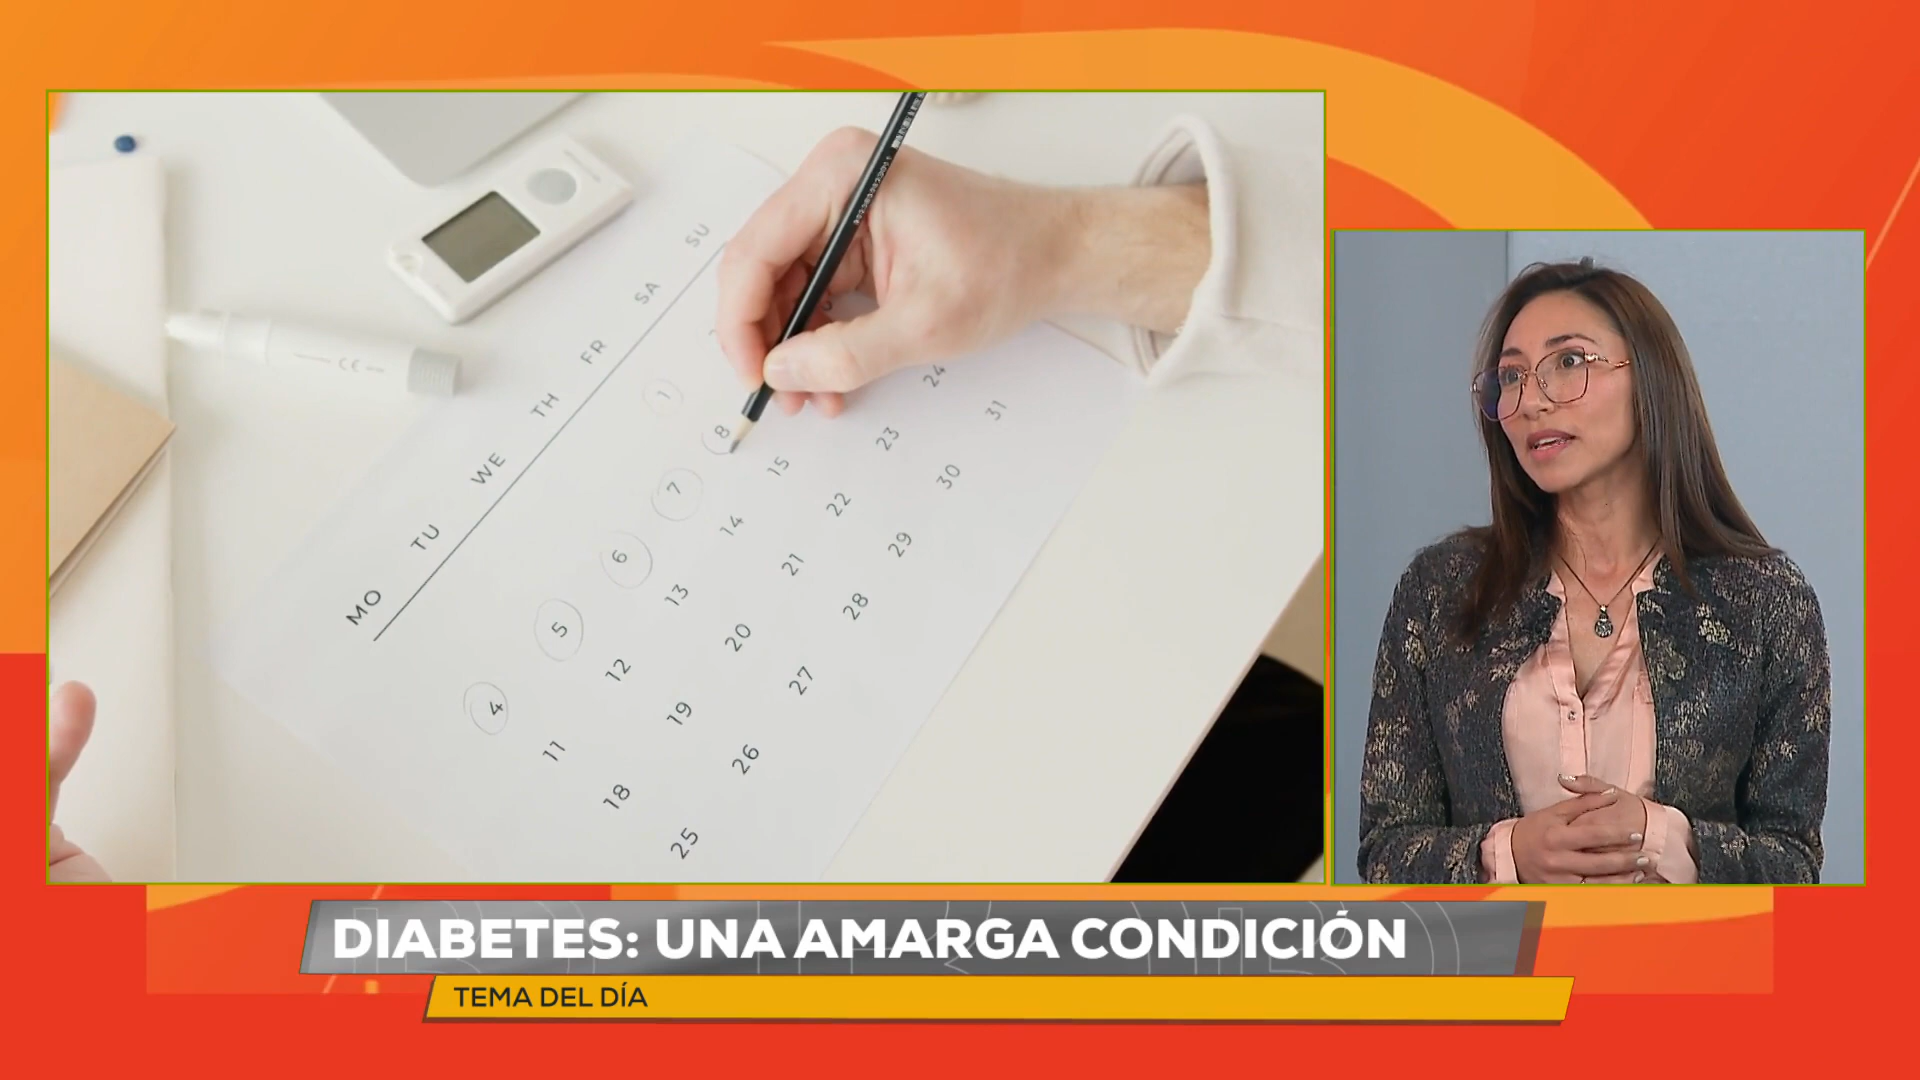 MO TU WE TH FR SA SU
1
4 5 6 7 8
11 12 13 14 15
18 19 20 21 22 23 24
25 26 27 28 29 30 31
CE
DIABETES: UNA AMARGA CONDICIÓN
TEMA DEL DÍA